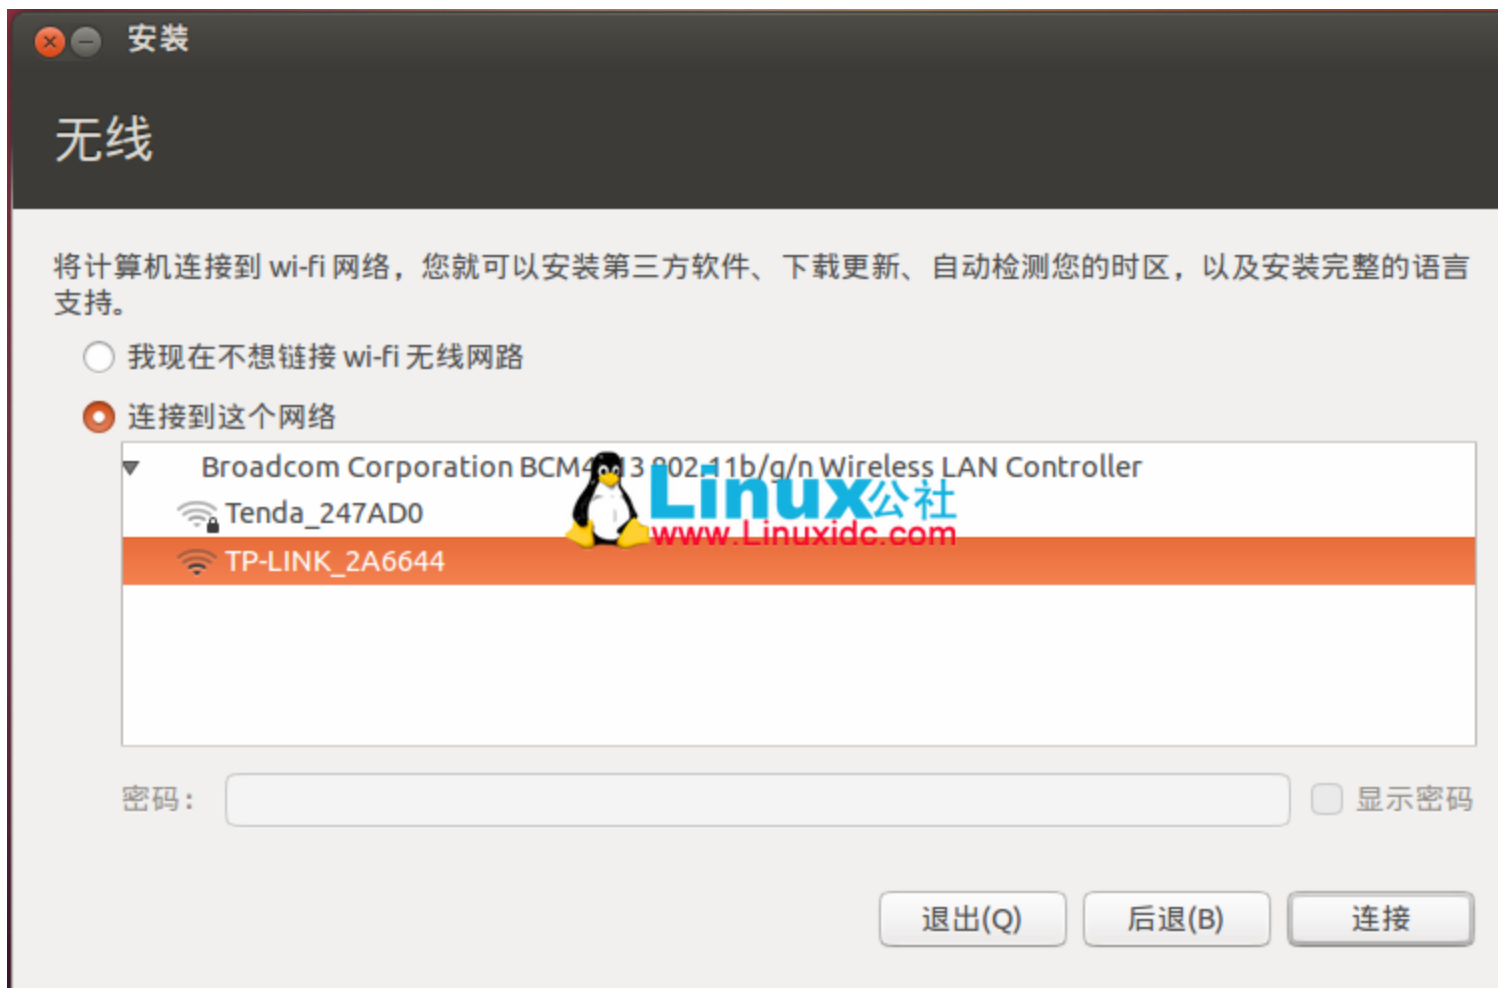 安装
无线
将计算机连接到 wi-fi 网络，您就可以安装第三方软件、下载更新、自动检测您的时区，以及安装完整的语言
支持。
我现在不想链接 wi-fi 无线网路
连接到这个网络
Broadcom Corporation 802.11b/g/n Wireless LAN Controller
Linux公社
Tenda_247AD0
www.Linuxidc.com
TP-LINK_2A6644
密码：
显示密码
退出(Q) 后退(B) 连接